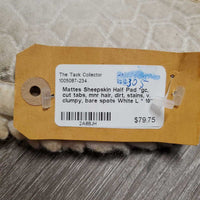 The Tack Collector
1005087-234
Mattes Sheepskin Half Pad *gc,
cut tabs, mnr hair, dirt, stains, v.
clumpy, bare spots White L * 10"
$79.75